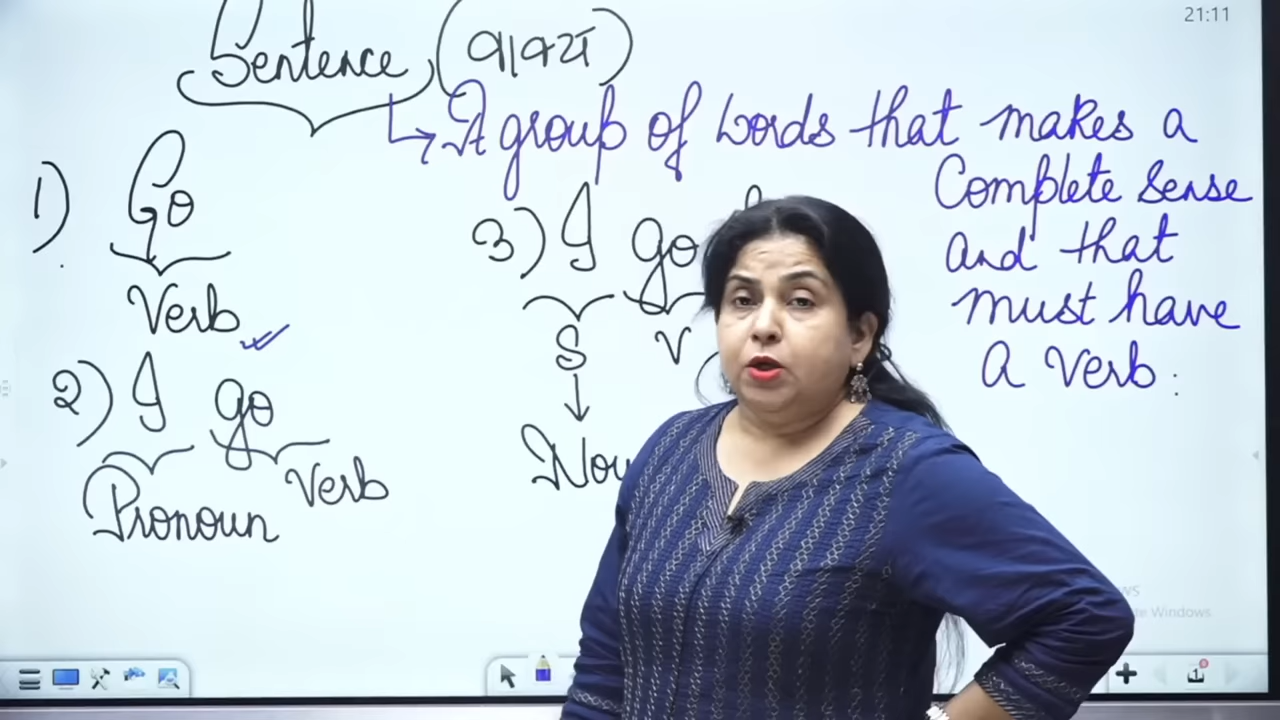 21:11
Sentence (वाक्य)
→ A group of words that makes a
Complete Sense
and that
must have
a verb.
1) Go
Verb
2) I go
Pronoun Verb
3) I go
S V
↓